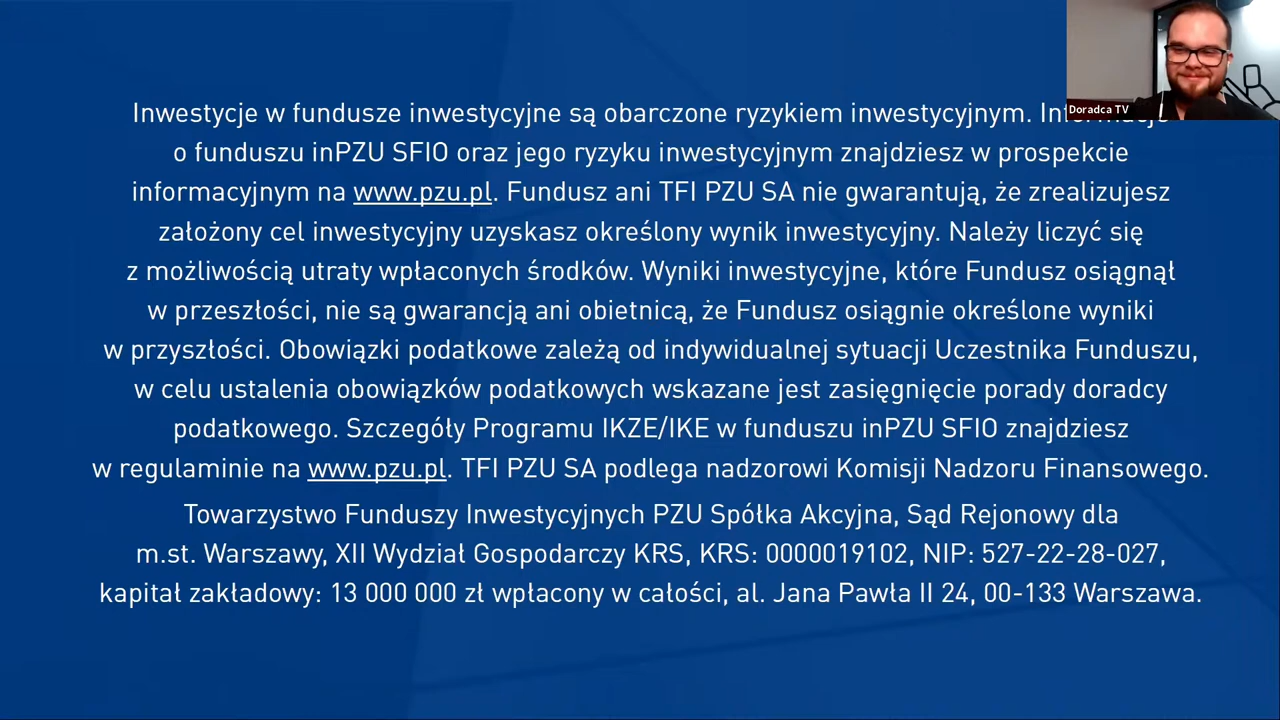 Inwestycje w fundusze inwestycyjne są obarczone ryzykiem inwestycyjnym.
o funduszu inPZU SFIO oraz jego ryzyku inwestycyjnym znajdziesz w prospekcie
informacyjnym na www.pzu.pl. Fundusz ani TFI PZU SA nie gwarantują, że zrealizujesz
założony cel inwestycyjny uzyskasz określony wynik inwestycyjny. Należy liczyć się
z możliwością utraty wpłaconych środków. Wyniki inwestycyjne, które Fundusz osiągnął
w przeszłości, nie są gwarancją ani obietnicą, że Fundusz osiągnie określone wyniki
w przyszłości. Obowiązki podatkowe zależą od indywidualnej sytuacji Uczestnika Funduszu,
w celu ustalenia obowiązków podatkowych wskazane jest zasięgnięcie porady doradcy
podatkowego. Szczegóły Programu IKZE/IKE w funduszu inPZU SFIO znajdziesz
w regulaminie na www.pzu.pl. TFI PZU SA podlega nadzorowi Komisji Nadzoru Finansowego.
Towarzystwo Funduszy Inwestycyjnych PZU Spółka Akcyjna, Sąd Rejonowy dla
m.st. Warszawy, XII Wydział Gospodarczy KRS, KRS: 0000019102, NIP: 527-22-28-027,
kapitał zakładowy: 13 000 000 zł wpłacony w całości, al. Jana Pawła II 24, 00-133 Warszawa.
Doradca TV